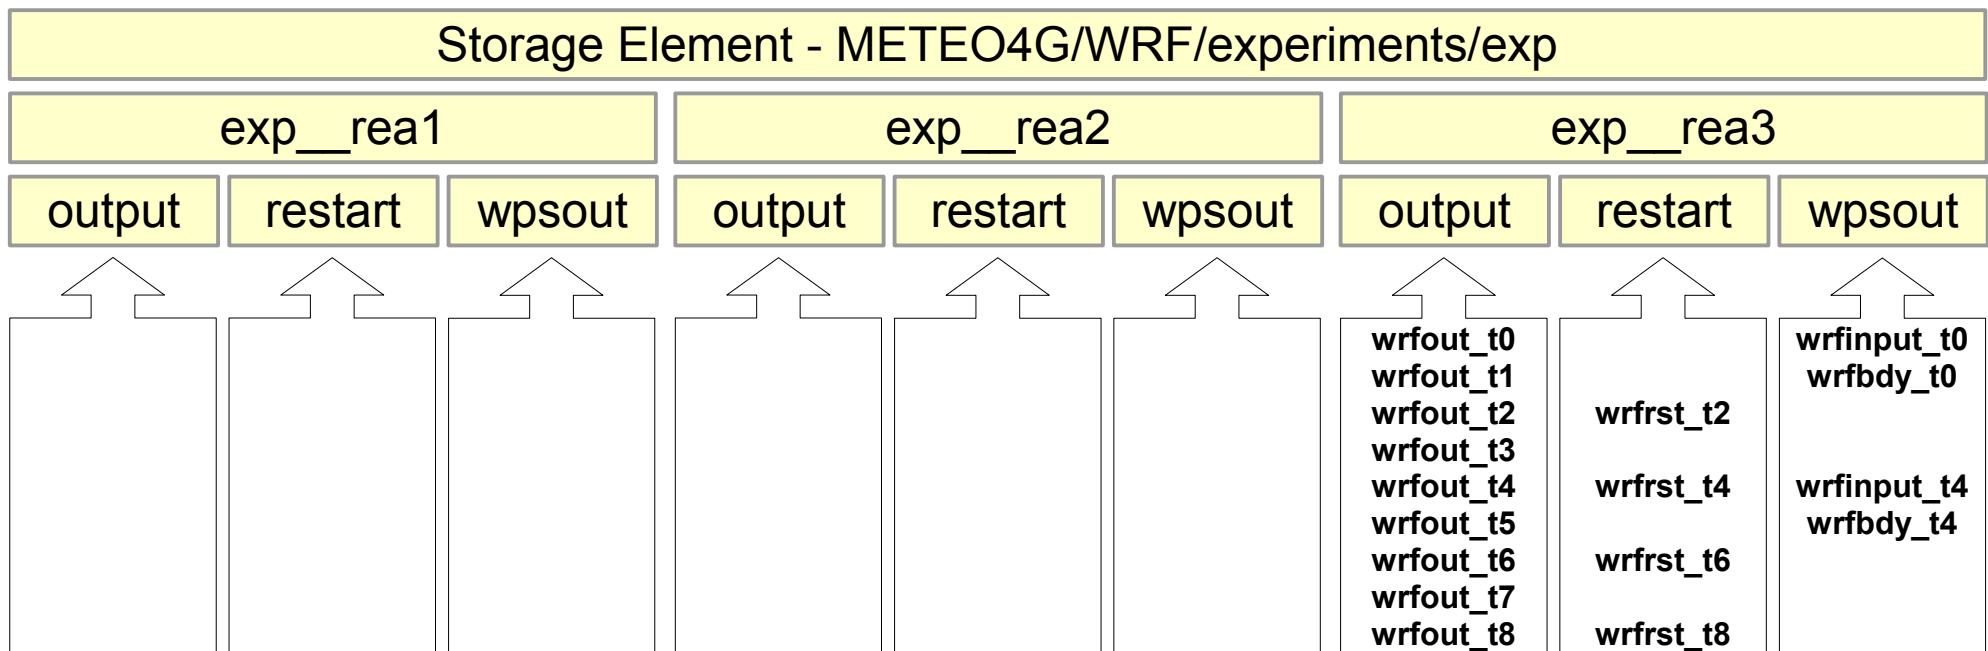 Storage Element - METEO4G/WRF/experiments/exp
exp__rea1 exp__rea2 exp__rea3
output restart wpsout output restart wpsout output restart wpsout
wrfout_t0 wrfinput_t0
wrfout_t1 wrfbdy_t0
wrfout_t2 wrfrst_t2
wrfout_t3
wrfout_t4 wrfrst_t4 wrfinput_t4
wrfout_t5 wrfbdy_t4
wrfout_t6 wrfrst_t6
wrfout_t7
wrfout_t8 wrfrst_t8